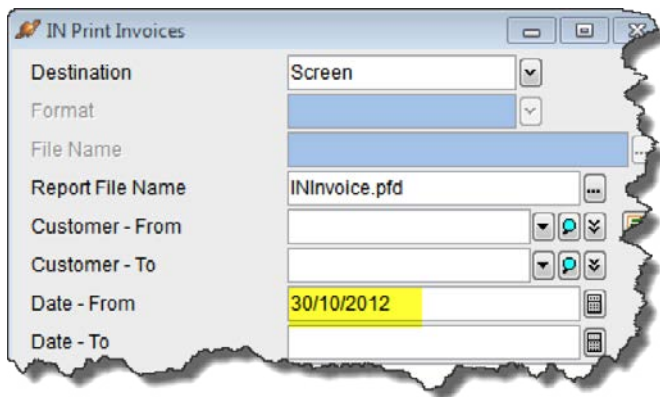 IN Print Invoices
Destination Screen
Format
File Name ...
Report File Name INInvoice.pfd ...
Customer - From
Customer - To
Date - From 30/10/2012
Date - To